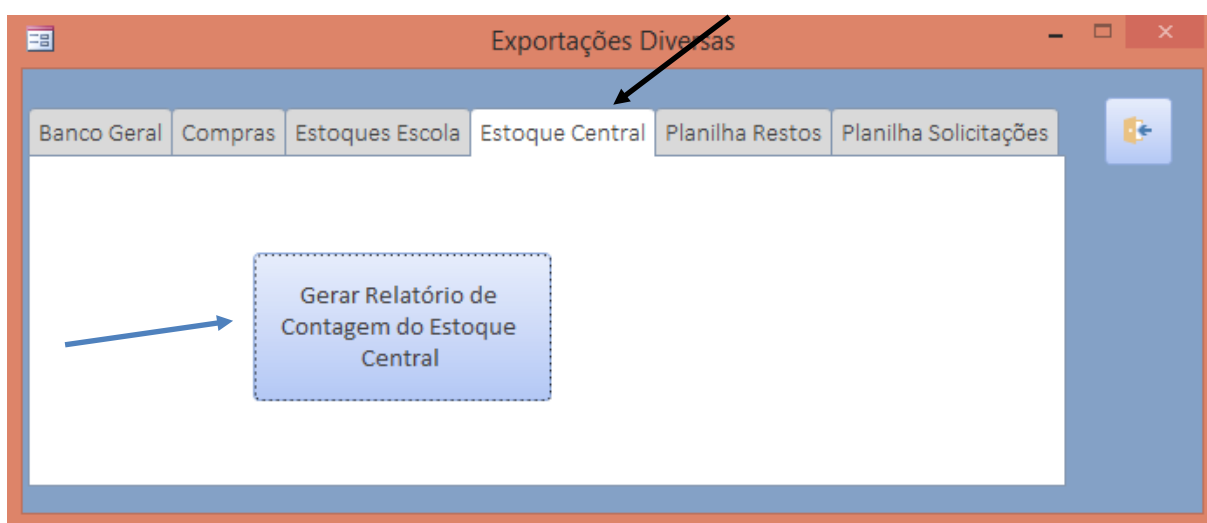 Exportações Diversas
Banco Geral Compras Estoques Escola Estoque Central Planilha Restos Planilha Solicitações
Gerar Relatório de
Contagem do Estoque
Central